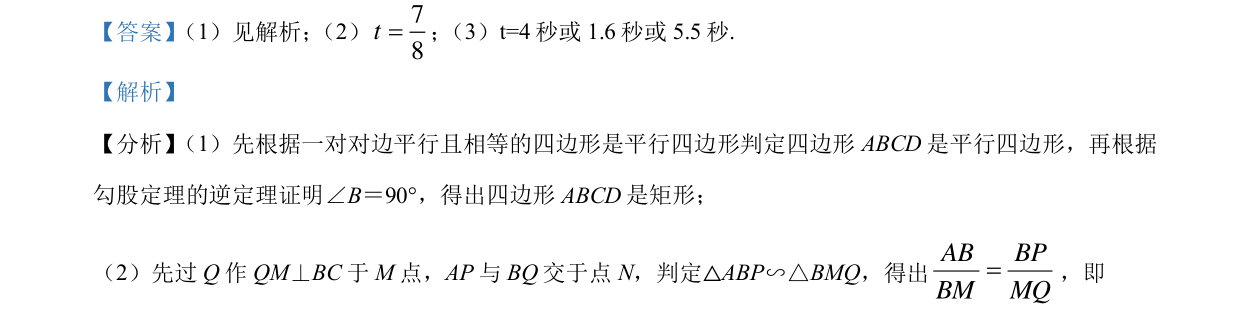 【答案】（1）见解析；（2）t = 7/8；（3）t=4 秒或 1.6 秒或 5.5 秒.
【解析】
【分析】（1）先根据一对对边平行且相等的四边形是平行四边形判定四边形 ABCD 是平行四边形，再根据
勾股定理的逆定理证明∠B＝90°，得出四边形 ABCD 是矩形；
（2）先过 Q 作 QM⊥BC 于 M 点，AP 与 BQ 交于点 N，判定△ABP∽△BMQ，得出 AB/BM = BP/MQ，即